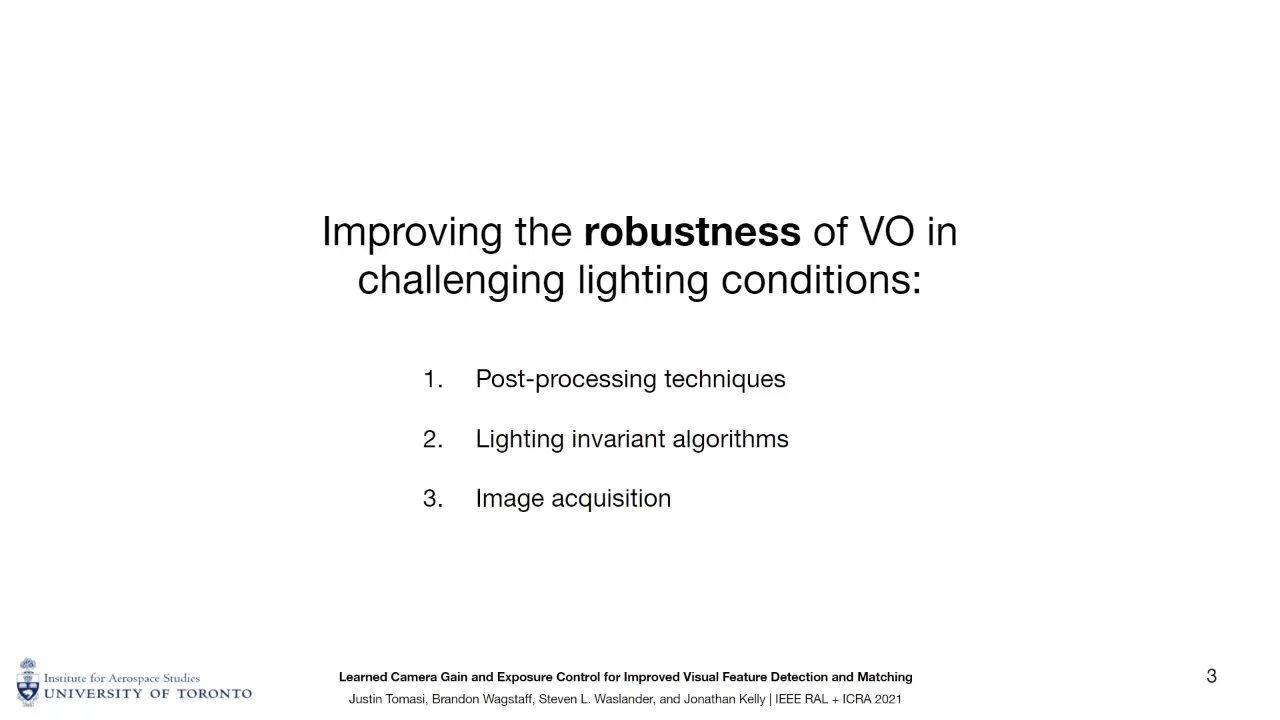 Improving the robustness of VO in
challenging lighting conditions:
1. Post-processing techniques
2. Lighting invariant algorithms
3. Image acquisition
Institute for Aerospace Studies
UNIVERSITY OF TORONTO
Learned Camera Gain and Exposure Control for Improved Visual Feature Detection and Matching
Justin Tomasi, Brandon Wagstaff, Steven L. Waslander, and Jonathan Kelly | IEEE RAL + ICRA 2021
3